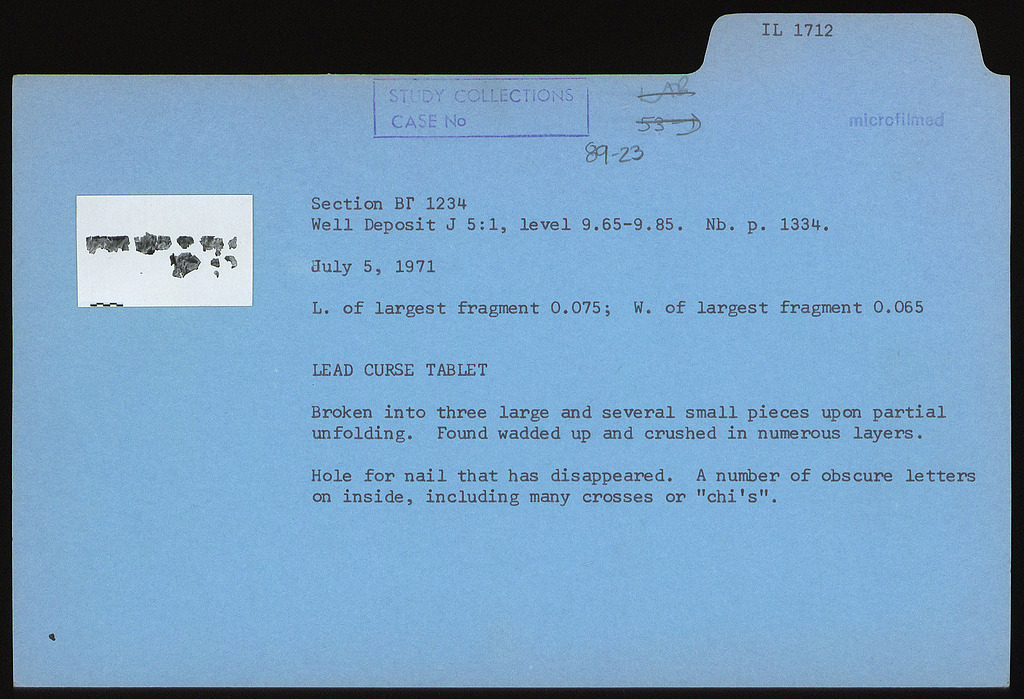 IL 1712
STUDY COLLECTIONS
CASE No
LAB
53-
microfilmed
89-23
Section BΓ 1234
Well Deposit J 5:1, level 9.65-9.85.  Nb. p. 1334.
July 5, 1971
L. of largest fragment 0.075;  W. of largest fragment 0.065
LEAD CURSE TABLET
Broken into three large and several small pieces upon partial
unfolding.  Found wadded up and crushed in numerous layers.
Hole for nail that has disappeared.  A number of obscure letters
on inside, including many crosses or "chi's".